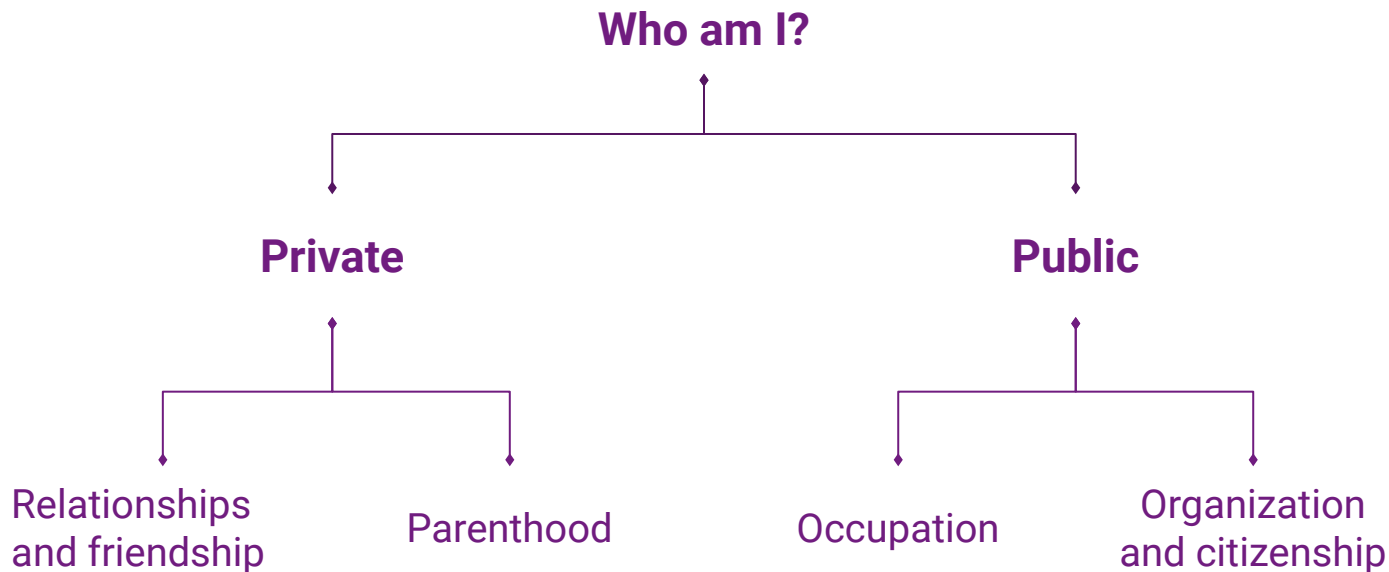 Who am I?
Private
Public
Relationships
and friendship
Parenthood
Occupation
Organization
and citizenship